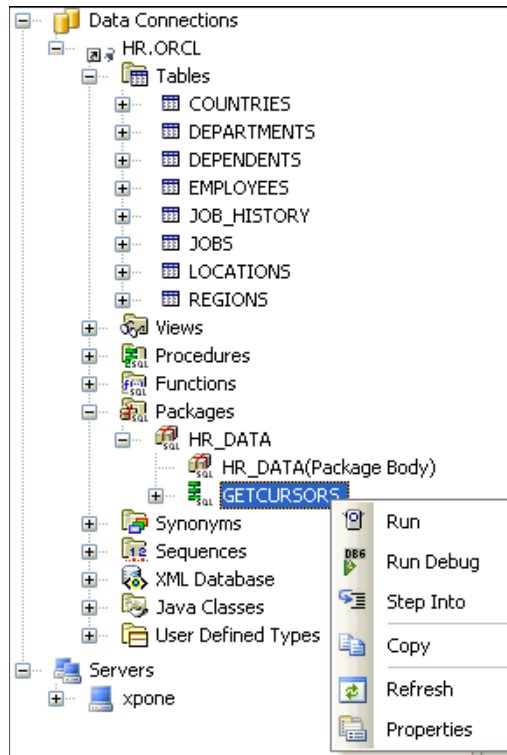 Data Connections
HR.ORCL
Tables
COUNTRIES
DEPARTMENTS
DEPENDENTS
EMPLOYEES
JOB_HISTORY
JOBS
LOCATIONS
REGIONS
Views
Procedures
Functions
Packages
HR_DATA
HR_DATA(Package Body)
GETCURSORS
Run
Run Debug
Step Into
Copy
Refresh
Properties
Synonyms
Sequences
XML Database
Java Classes
User Defined Types
Servers
xpone